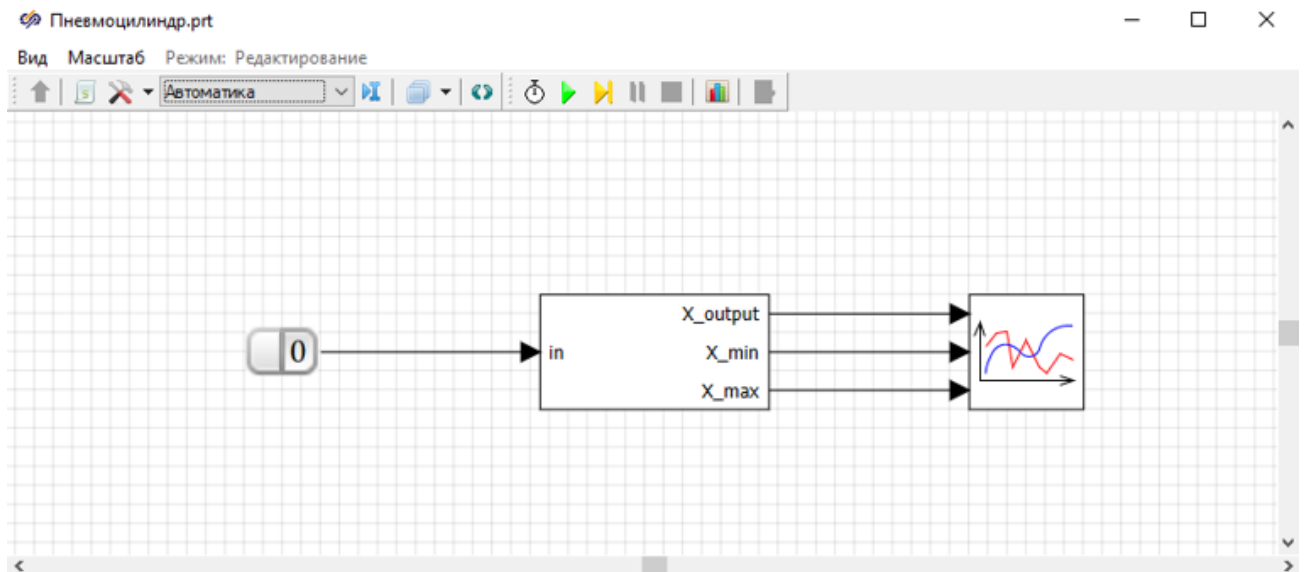 Пневмоцилиндр.prt
Вид Масштаб Режим: Редактирование
Автоматика
X_output
0 in X_min
X_max